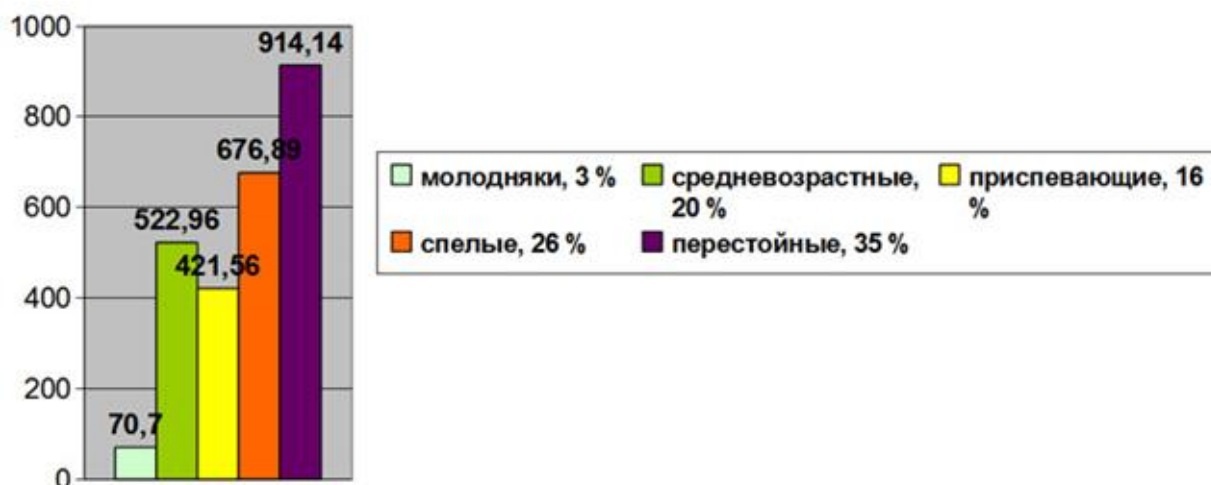 1000
914,14
800
676,89
600
522,96
421,56
400
200
70,7
0
молодняки, 3 %
средневозрастные,
20 %
приспевающие, 16
%
спелые, 26 %
перестойные, 35 %